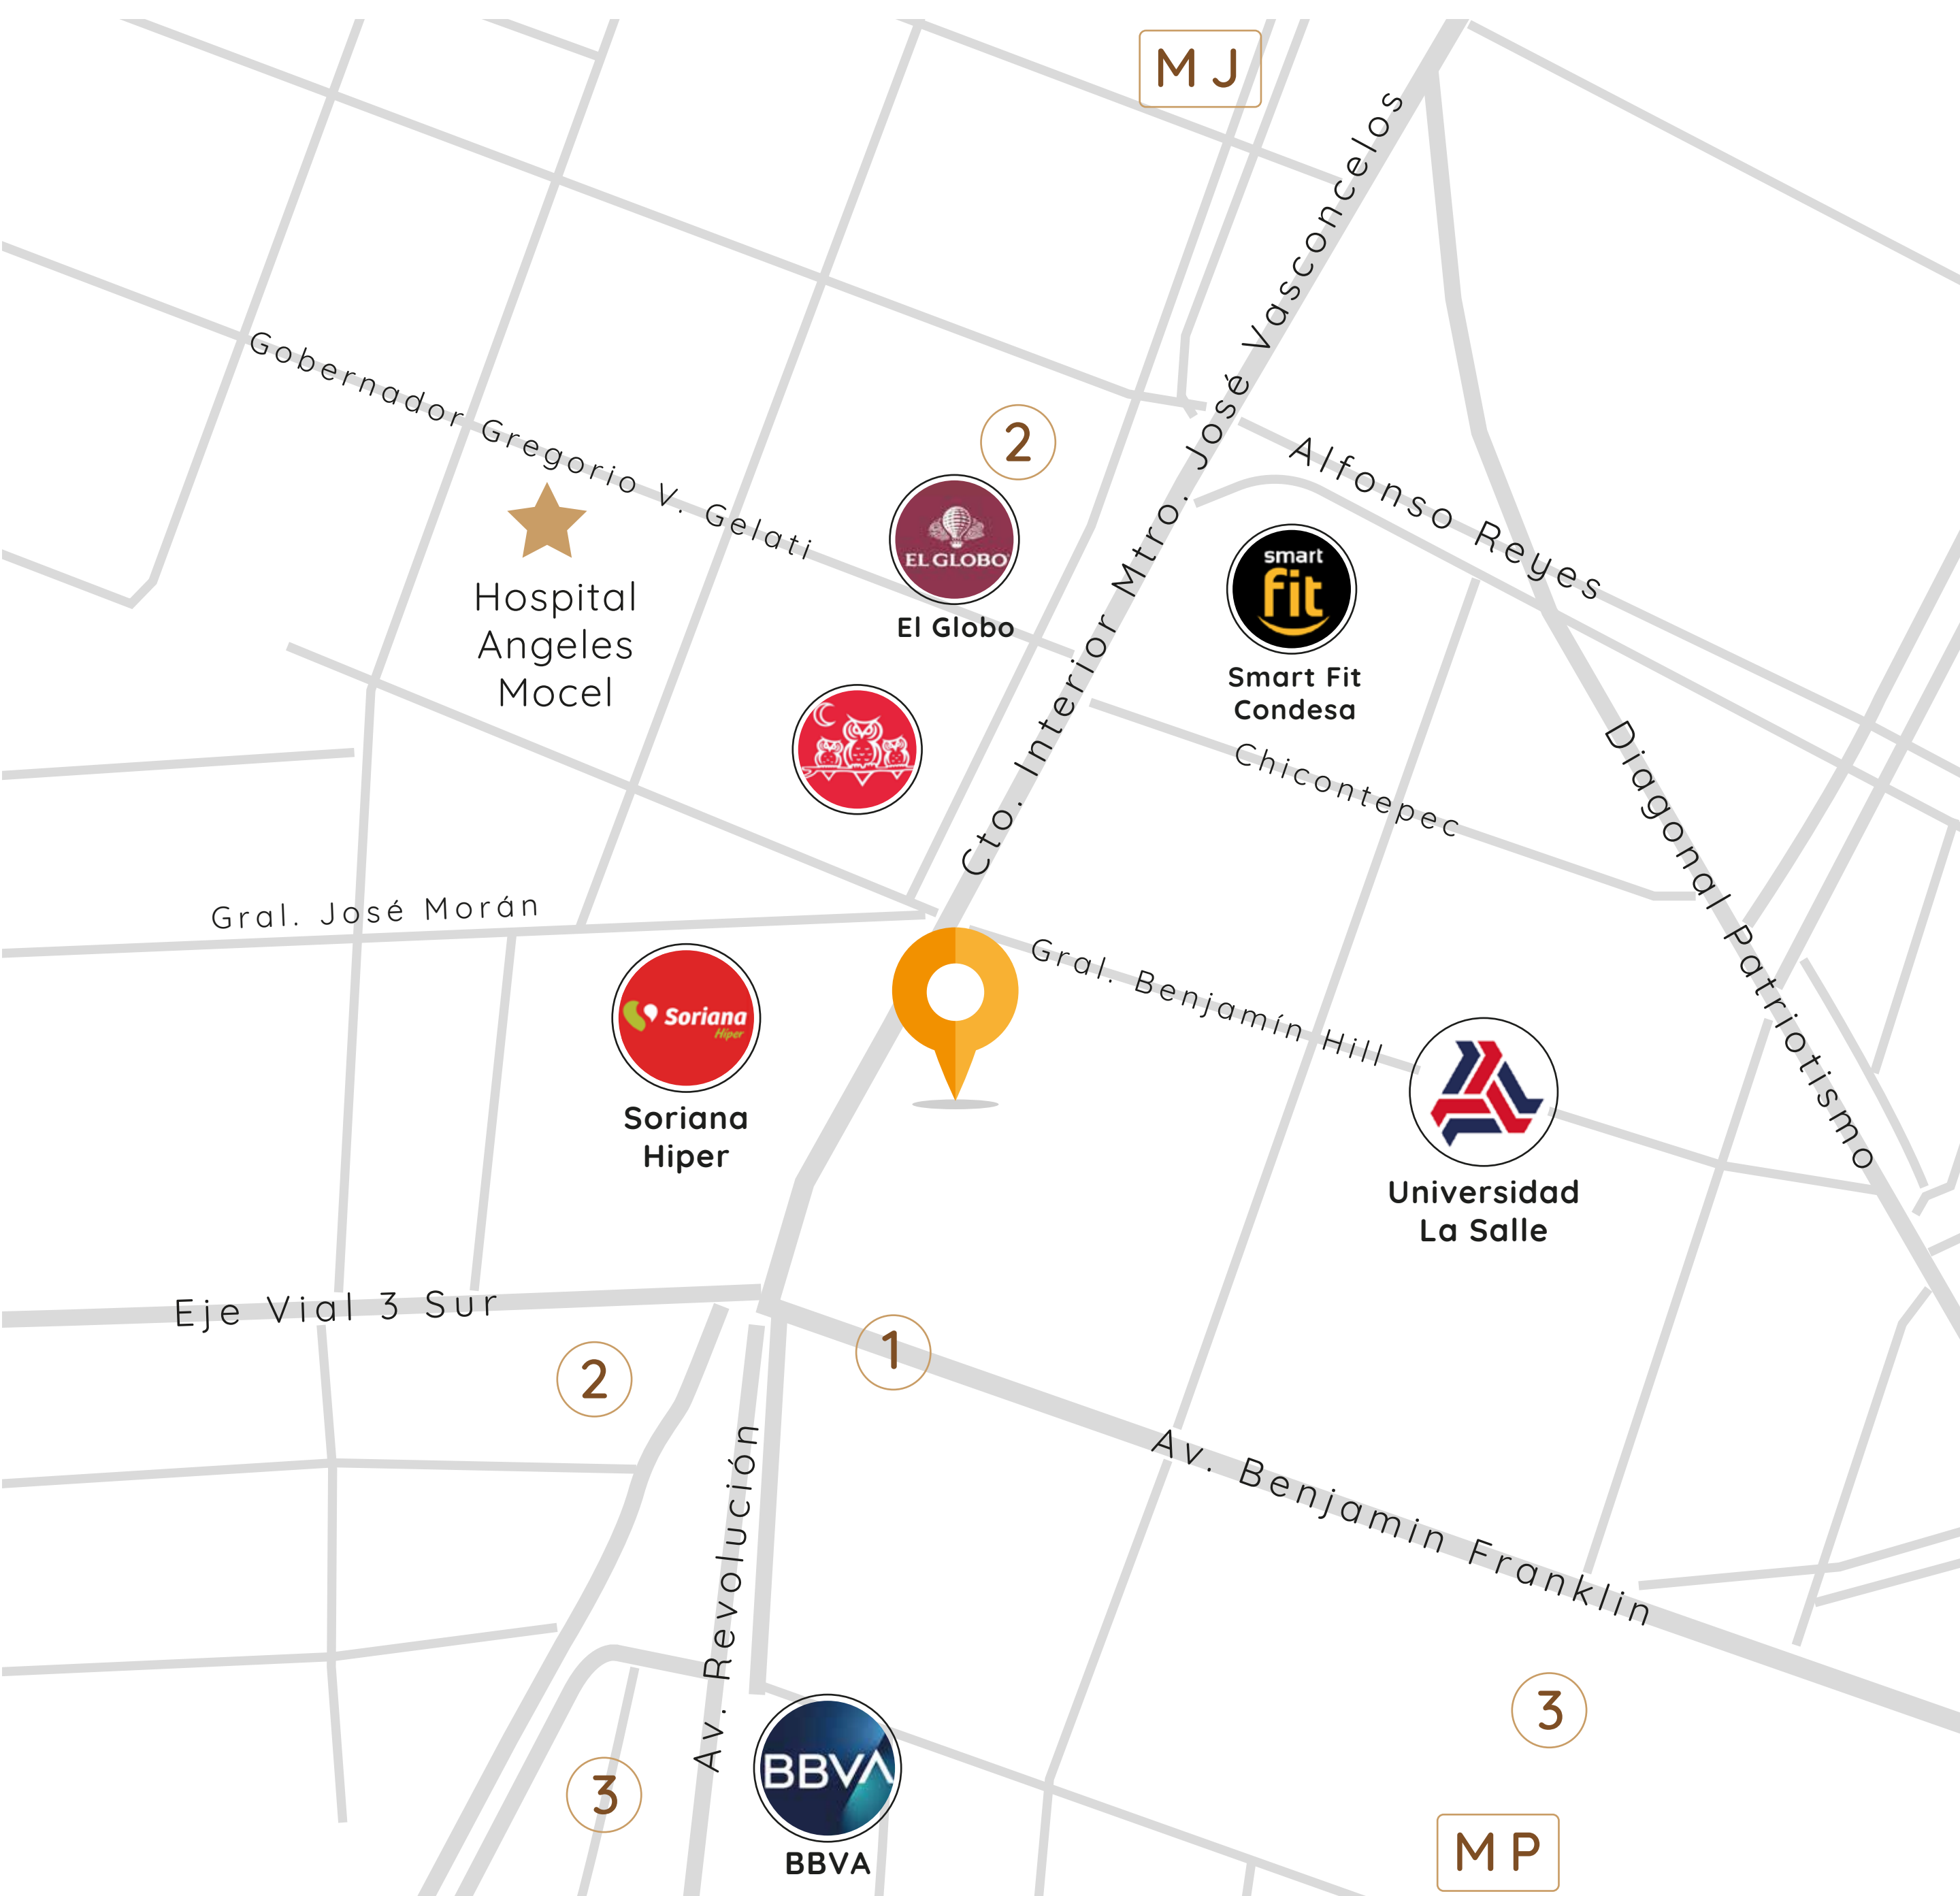 M J
Cto. Interior Mtro. José Vasconcelos
Gobernador Gregorio V. Gelati
2
Alfonso Reyes
EL GLOBO
El Globo
smart
fit
Smart Fit
Condesa
Hospital
Angeles
Mocel
Chicontepec
Diagonal Patriotismo
Gral. José Morán
Gral. Benjamín Hill
Soriana
Híper
Soriana
Hiper
Universidad
La Salle
Eje Vial 3 Sur
1
2
Av. Revolución
Av. Benjamin Franklin
3
3
BBVA
BBVA
M P